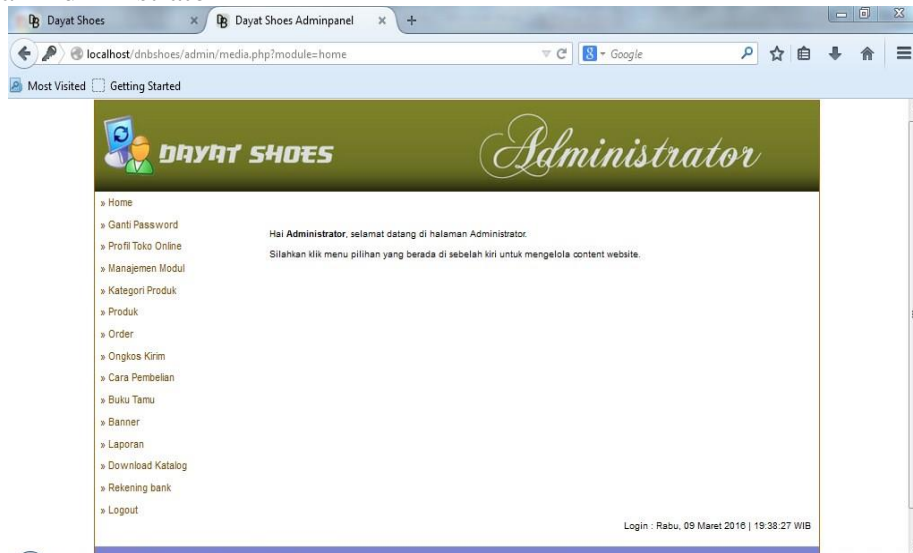 Dayat Shoes
Dayat Shoes Adminpanel
localhost/dnbshoes/admin/media.php?module=home
Google
Most Visited
Getting Started
DAYAT SHOES
Administrator
» Home
» Ganti Password
» Profil Toko Online
» Manajemen Modul
» Kategori Produk
» Produk
» Order
» Ongkos Kirim
» Cara Pembelian
» Buku Tamu
» Banner
» Laporan
» Download Katalog
» Rekening bank
» Logout
Hai Administrator, selamat datang di halaman Administrator.
Silahkan klik menu pilihan yang berada di sebelah kiri untuk mengelola content website.
Login : Rabu, 09 Maret 2016 | 19:38:27 WIB